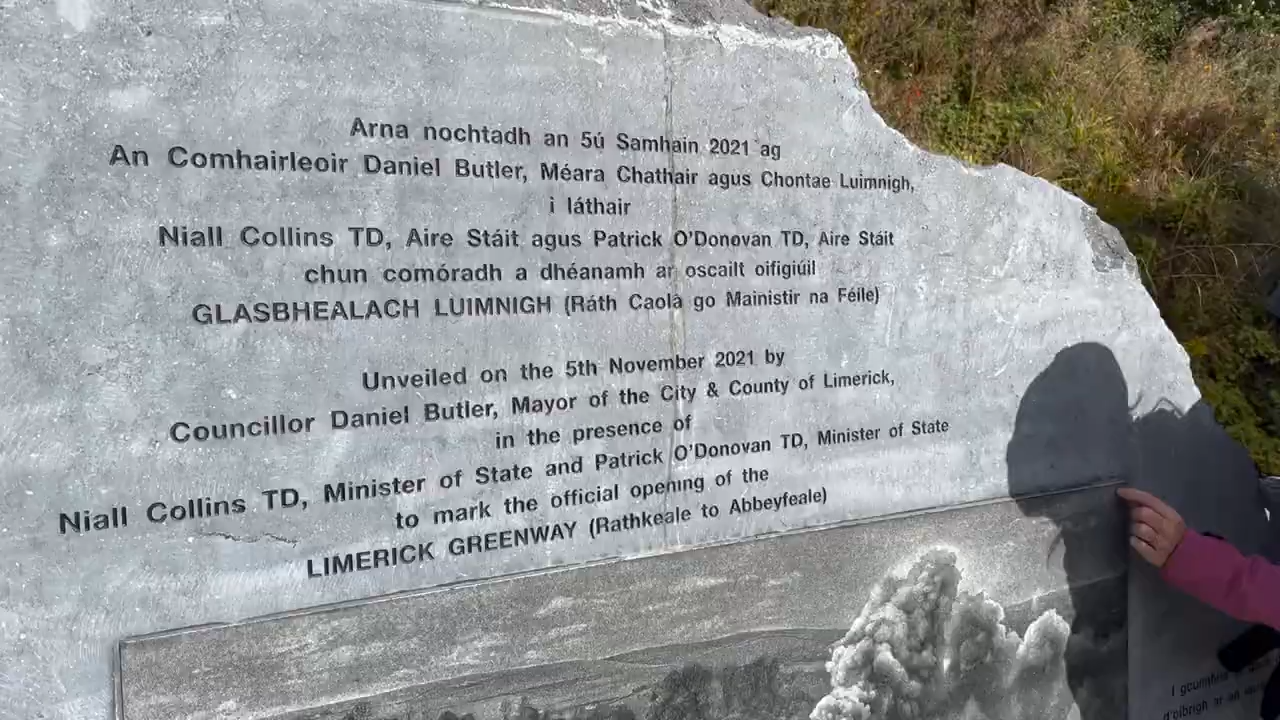 Arna nochtadh an 5ú Samhain 2021 ag
An Comhairleoir Daniel Butler, Méara Chathair agus Chontae Luimnigh,
i láthair
Niall Collins TD, Aire Stáit agus Patrick O'Donovan TD, Aire Stáit
chun comóradh a dhéanamh ar oscailt oifigiúil
GLASBHEALACH LUIMNIGH (Ráth Caola go Mainistir na Féile)
Unveiled on the 5th November 2021 by
Councillor Daniel Butler, Mayor of the City & County of Limerick,
in the presence of
Niall Collins TD, Minister of State and Patrick O'Donovan TD, Minister of State
to mark the official opening of the
LIMERICK GREENWAY (Rathkeale to Abbeyfeale)
I
d'oibrigh ar an